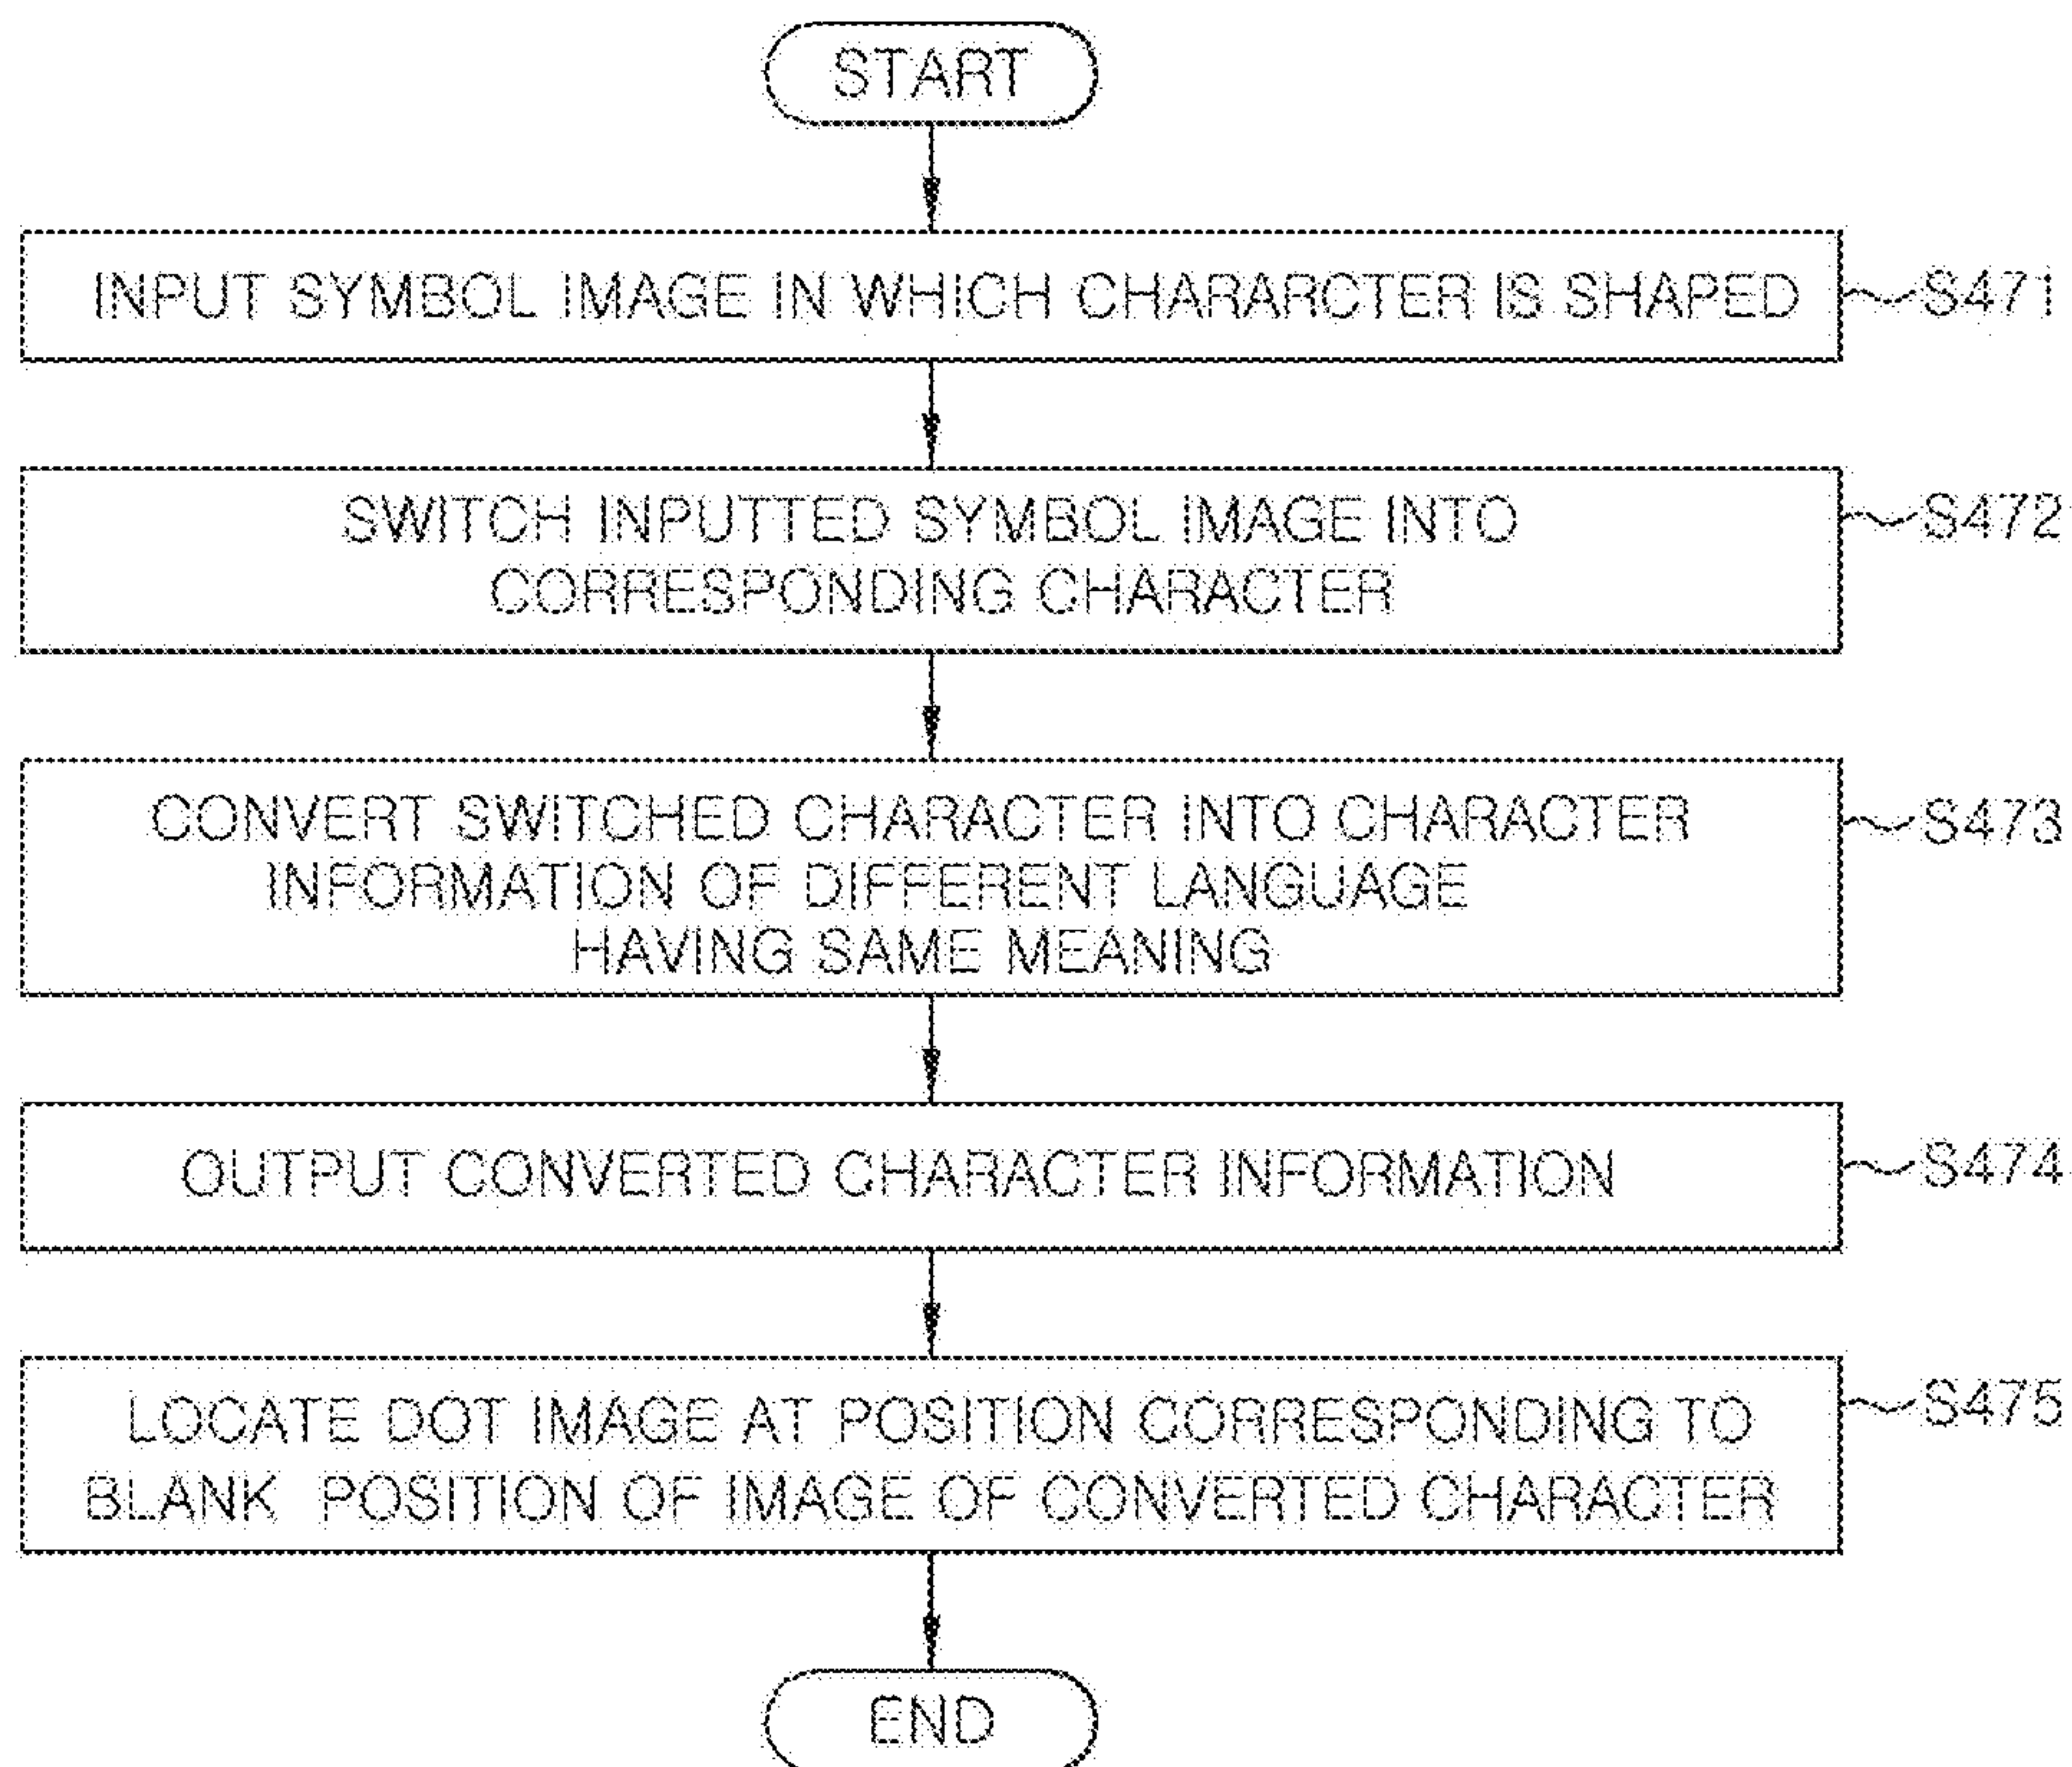 START
INPUT SYMBOL IMAGE IN WHICH CHARARCTER IS SHAPED
S471
SWITCH INPUTTED SYMBOL IMAGE INTO
CORRESPONDING CHARACTER
S472
CONVERT SWITCHED CHARACTER INTO CHARACTER
INFORMATION OF DIFFERENT LANGUAGE
HAVING SAME MEANING
S473
OUTPUT CONVERTED CHARACTER INFORMATION
S474
LOCATE DOT IMAGE AT POSITION CORRESPONDING TO
BLANK POSITION OF IMAGE OF CONVERTED CHARACTER
S475
END